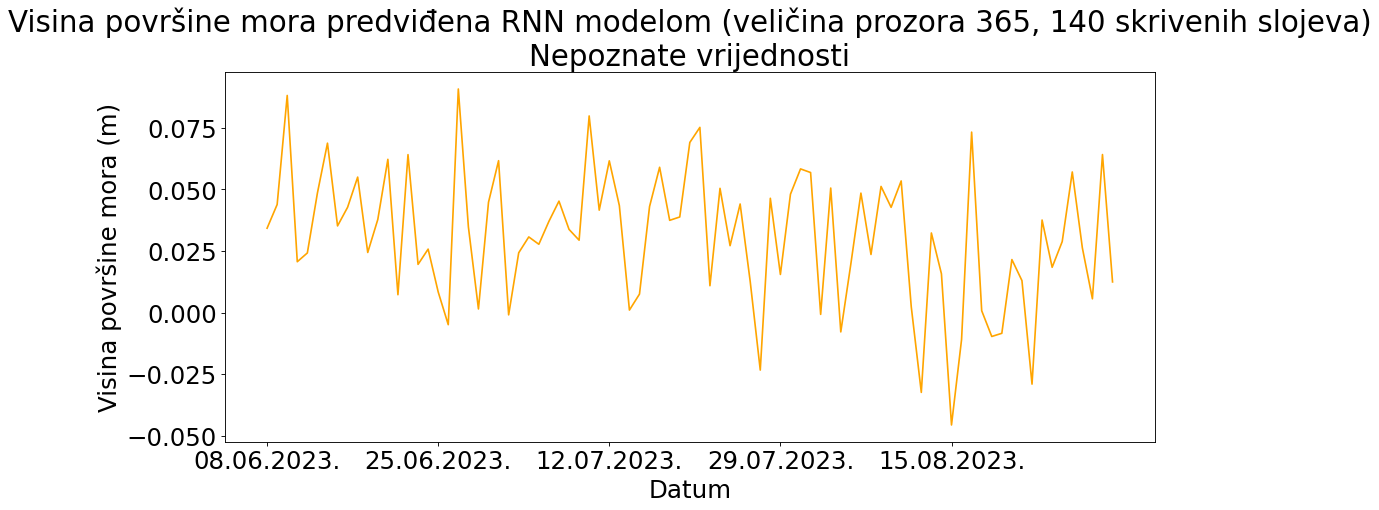 Visina površine mora predviđena RNN modelom (veličina prozora 365, 140 skrivenih slojeva)
Nepoznate vrijednosti
Visina površine mora (m)
0.075
0.050
0.025
0.000
−0.025
−0.050
08.06.2023. 25.06.2023. 12.07.2023. 29.07.2023. 15.08.2023.
Datum